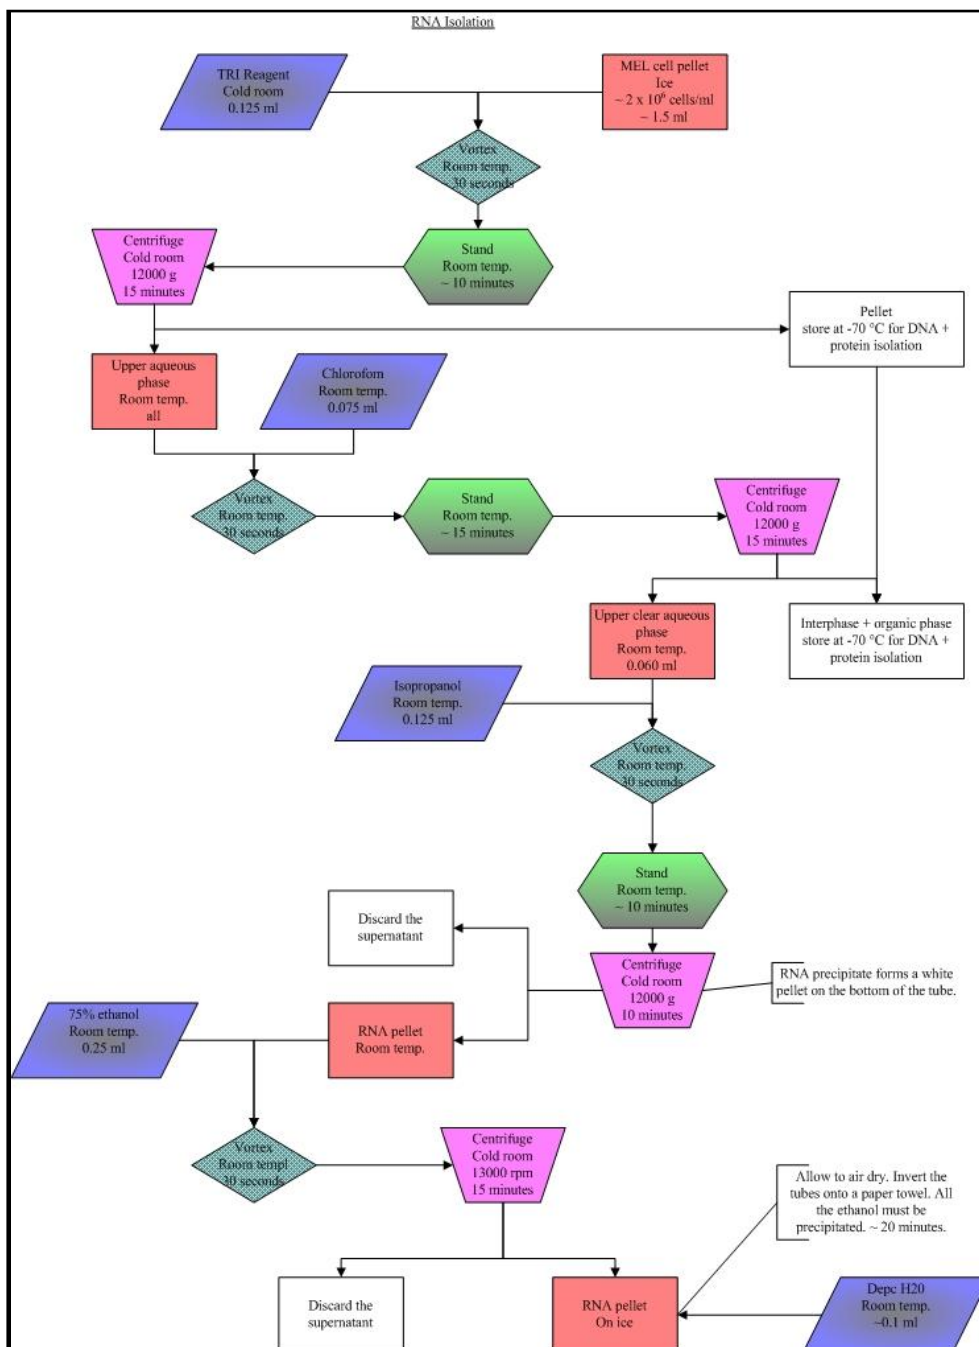 RNA Isolation
TRI Reagent
Cold room
0.125 ml
MEL cell pellet
Ice
~ 2 x 10⁶ cells/ml
~ 1.5 ml
Vortex
Room temp.
~30 seconds
Centrifuge
Cold room
12000 g
15 minutes
Stand
Room temp.
~ 10 minutes
Pellet
store at -70 °C for DNA +
protein isolation
Upper aqueous
phase
Room temp.
all
Chlorofom
Room temp.
0.075 ml
Vortex
Room temp.
30 seconds
Stand
Room temp.
~ 15 minutes
Centrifuge
Cold room
12000 g
15 minutes
Upper clear aqueous
phase
Room temp.
0.060 ml
Interphase + organic phase
store at -70 °C for DNA +
protein isolation
Isopropanol
Room temp.
0.125 ml
Vortex
Room temp.
30 seconds
Stand
Room temp.
~ 10 minutes
Discard the
supernatant
Centrifuge
Cold room
12000 g
10 minutes
RNA precipitate forms a white
pellet on the bottom of the tube.
75% ethanol
Room temp.
0.25 ml
RNA pellet
Room temp.
Vortex
Room templ
30 seconds
Centrifuge
Cold room
13000 rpm
15 minutes
Allow to air dry. Invert the
tubes onto a paper towel. All
the ethanol must be
precipitated. ~ 20 minutes.
Discard the
supernatant
RNA pellet
On ice
Depc H20
Room temp.
~0.1 ml